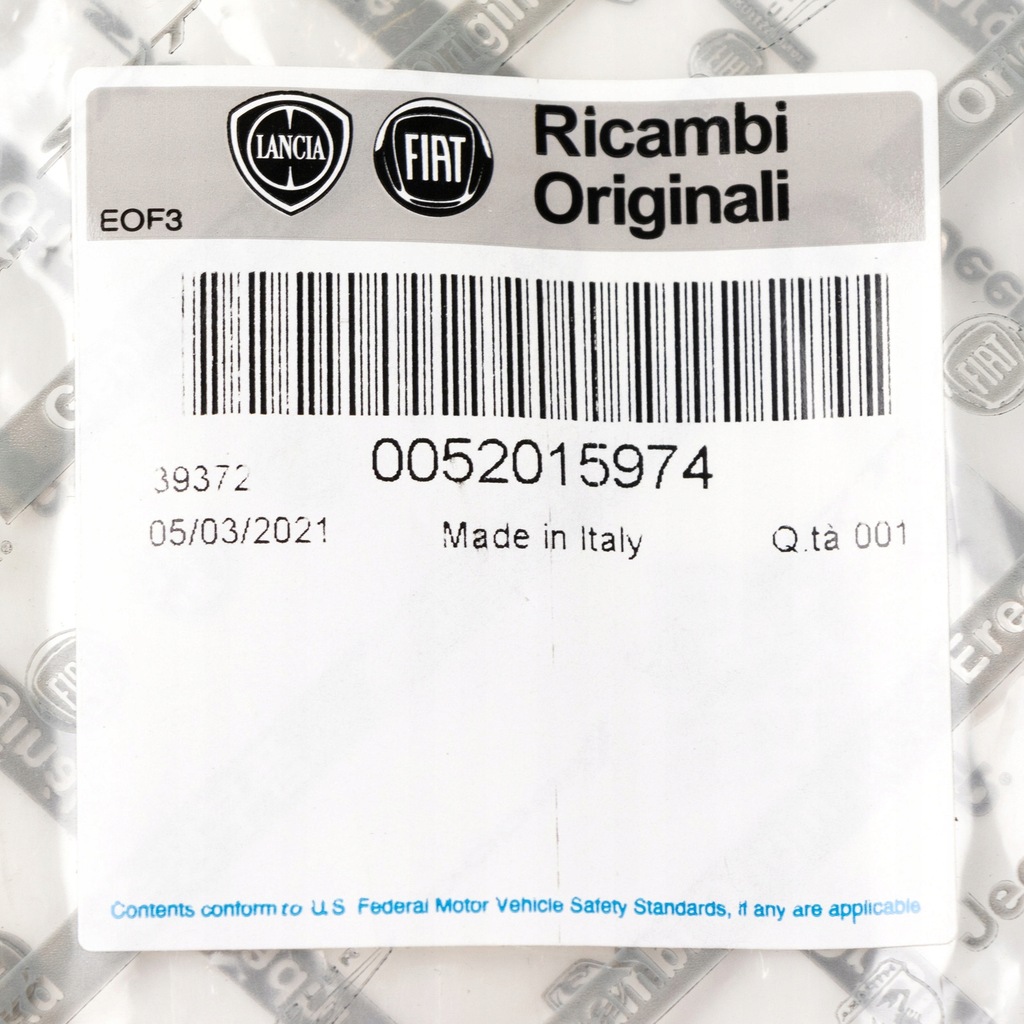 LANCIA
FIAT
Ricambi
Originali
EOF3
0052015974
39372
05/03/2021 Made in Italy Q.tà 001
Contents conform to U.S Federal Motor Vehicle Safety Standards, if any are applicable